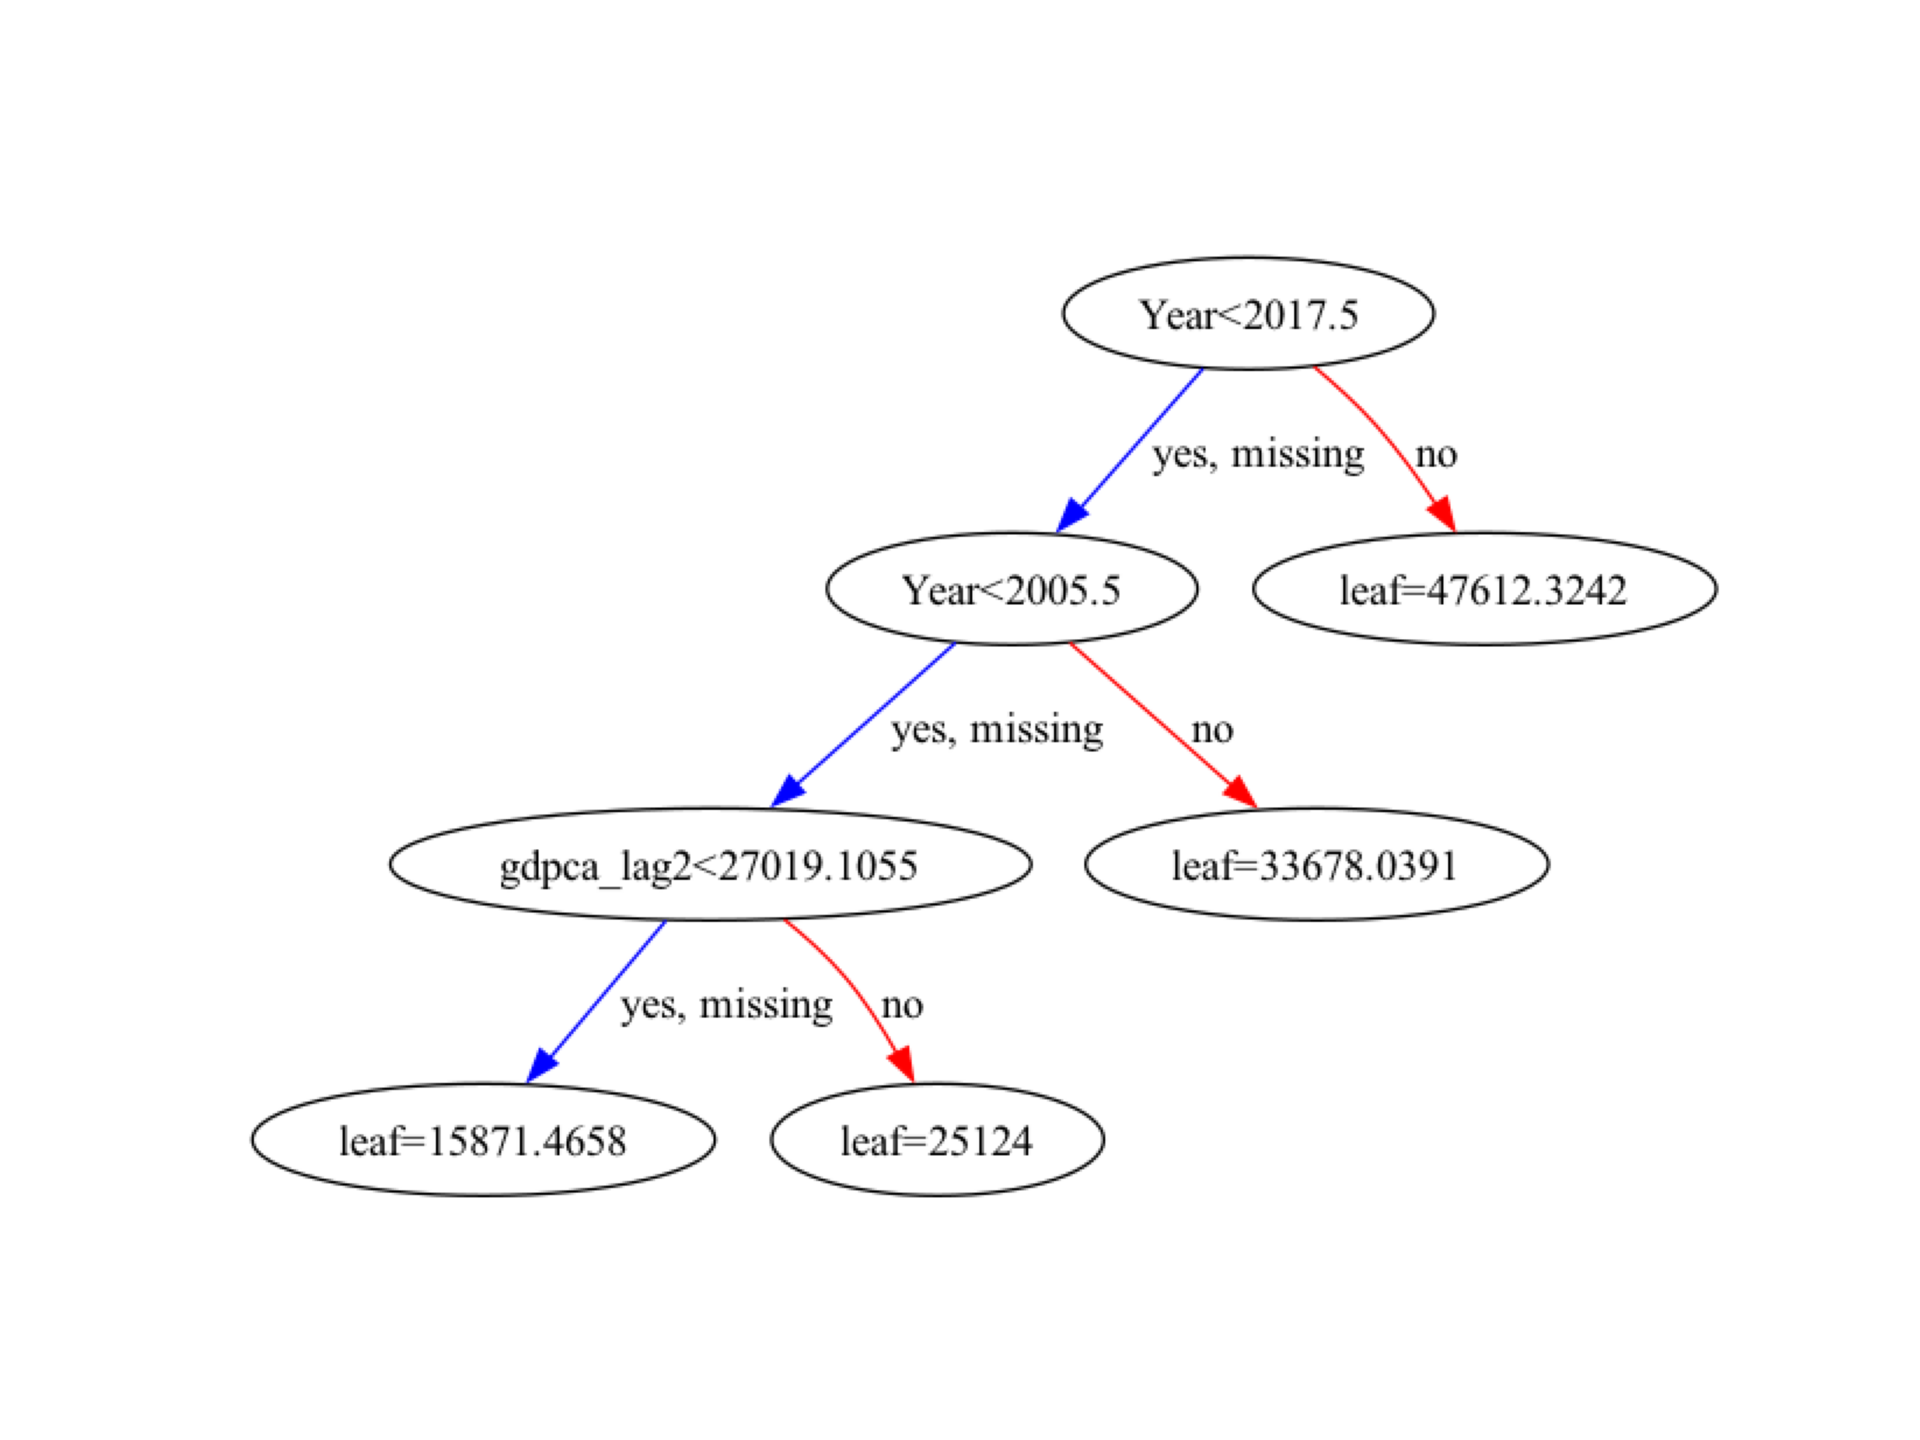 Year<2017.5
yes, missing
no
Year<2005.5
leaf=47612.3242
yes, missing
no
gdpca_lag2<27019.1055
leaf=33678.0391
yes, missing
no
leaf=15871.4658
leaf=25124